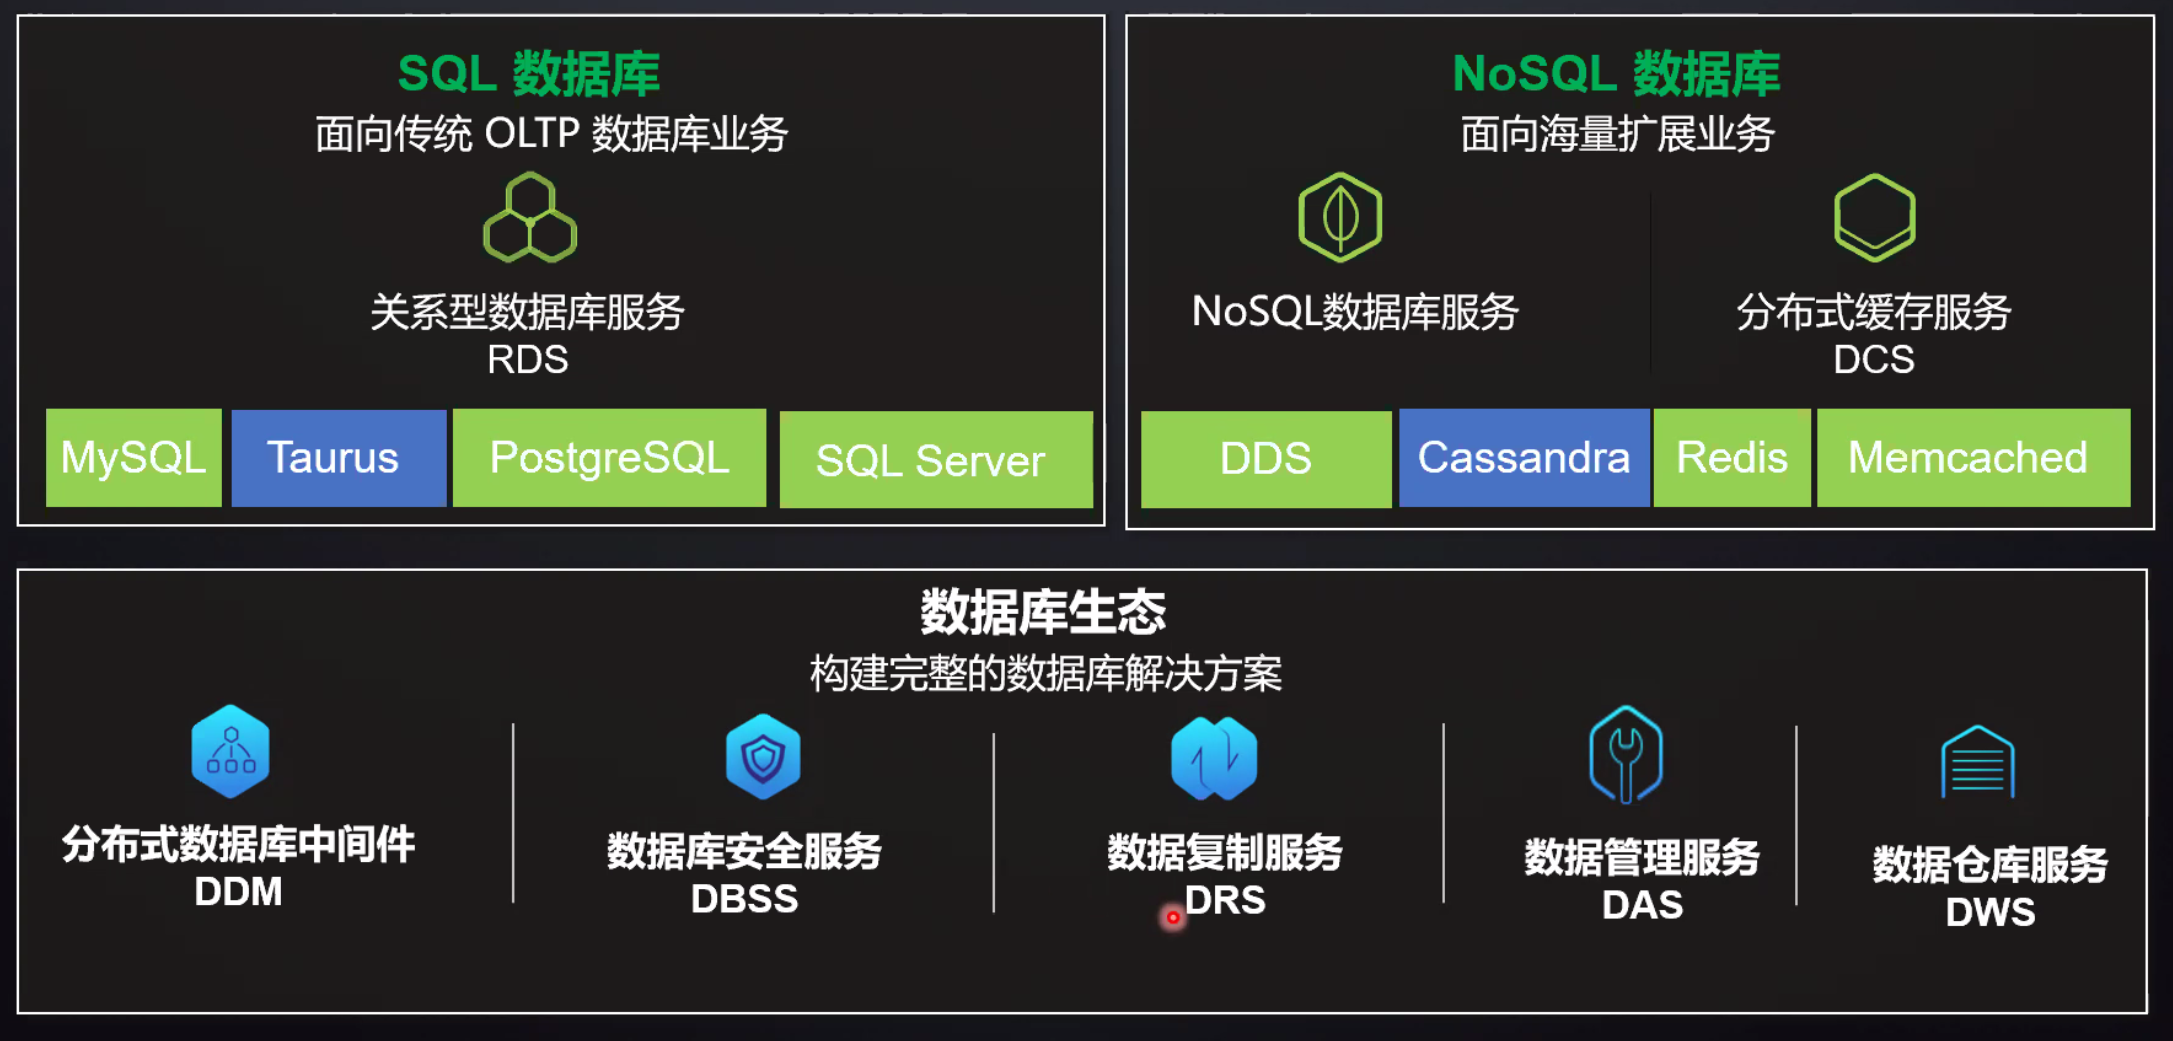 SQL 数据库
面向传统 OLTP 数据库业务
关系型数据库服务
RDS
MySQL
Taurus
PostgreSQL
SQL Server
NoSQL 数据库
面向海量扩展业务
NoSQL数据库服务
分布式缓存服务
DCS
DDS
Cassandra
Redis
Memcached
数据库生态
构建完整的数据库解决方案
分布式数据库中间件
DDM
数据库安全服务
DBSS
数据复制服务
DRS
数据管理服务
DAS
数据仓库服务
DWS